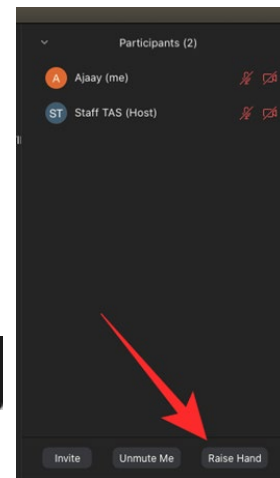 Participants (2)
A Ajaay (me)
ST Staff TAS (Host)
Invite Unmute Me Raise Hand